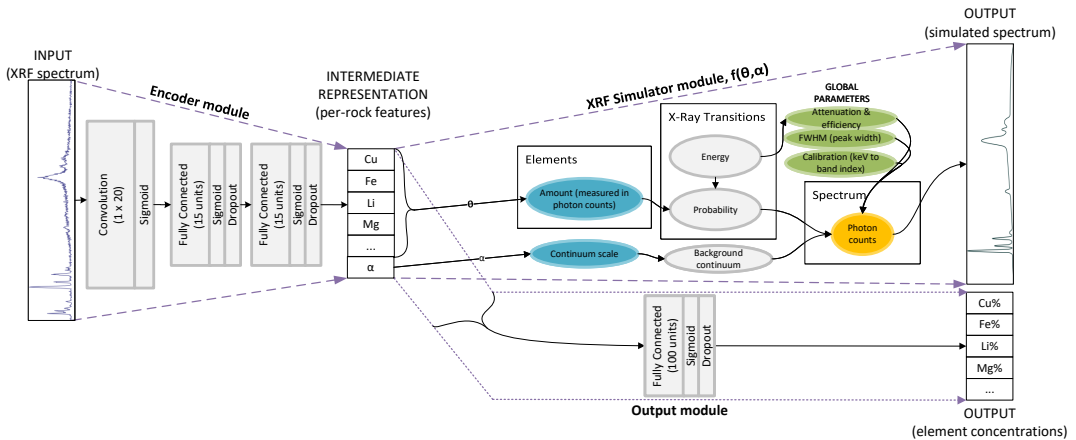 INPUT
(XRF spectrum)
Encoder module
Convolution
(1 x 20)
Sigmoid
Fully Connected
(15 units)
Sigmoid
Dropout
Fully Connected
(15 units)
Sigmoid
Dropout
INTERMEDIATE
REPRESENTATION
(per-rock features)
Cu
Fe
Li
Mg
...
α
θ
α
XRF Simulator module, f(θ,α)
Elements
Amount (measured in
photon counts)
Continuum scale
X-Ray Transitions
Energy
Probability
Background
continuum
GLOBAL
PARAMETERS
Attenuation &
efficiency
FWHM (peak width)
Calibration (keV to
band index)
Spectrum
Photon
counts
OUTPUT
(simulated spectrum)
Fully Connected
(100 units)
Sigmoid
Dropout
Output module
Cu%
Fe%
Li%
Mg%
...
OUTPUT
(element concentrations)